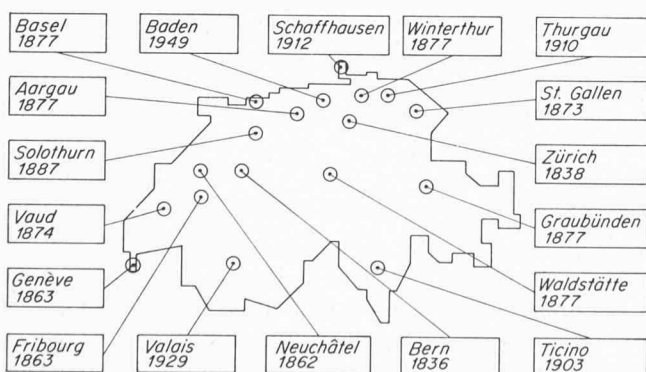 Basel
1877
Baden
1949
Schaffhausen
1912
Winterthur
1877
Thurgau
1910
Aargau
1877
St. Gallen
1873
Solothurn
1887
Zürich
1838
Vaud
1874
Graubünden
1877
Genève
1863
Waldstätte
1877
Fribourg
1863
Valais
1929
Neuchâtel
1862
Bern
1836
Ticino
1903